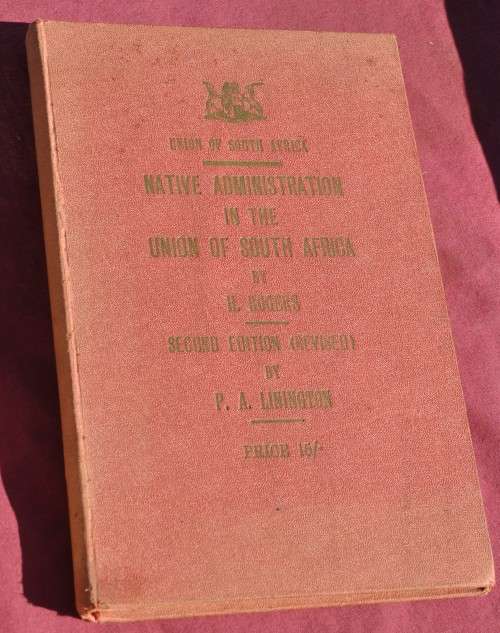 UNION OF SOUTH AFRICA
NATIVE ADMINISTRATION
IN THE
UNION OF SOUTH AFRICA
BY
H. ROGERS
SECOND EDITION (REVISED)
BY
P. A. LININGTON
PRICE 15/-